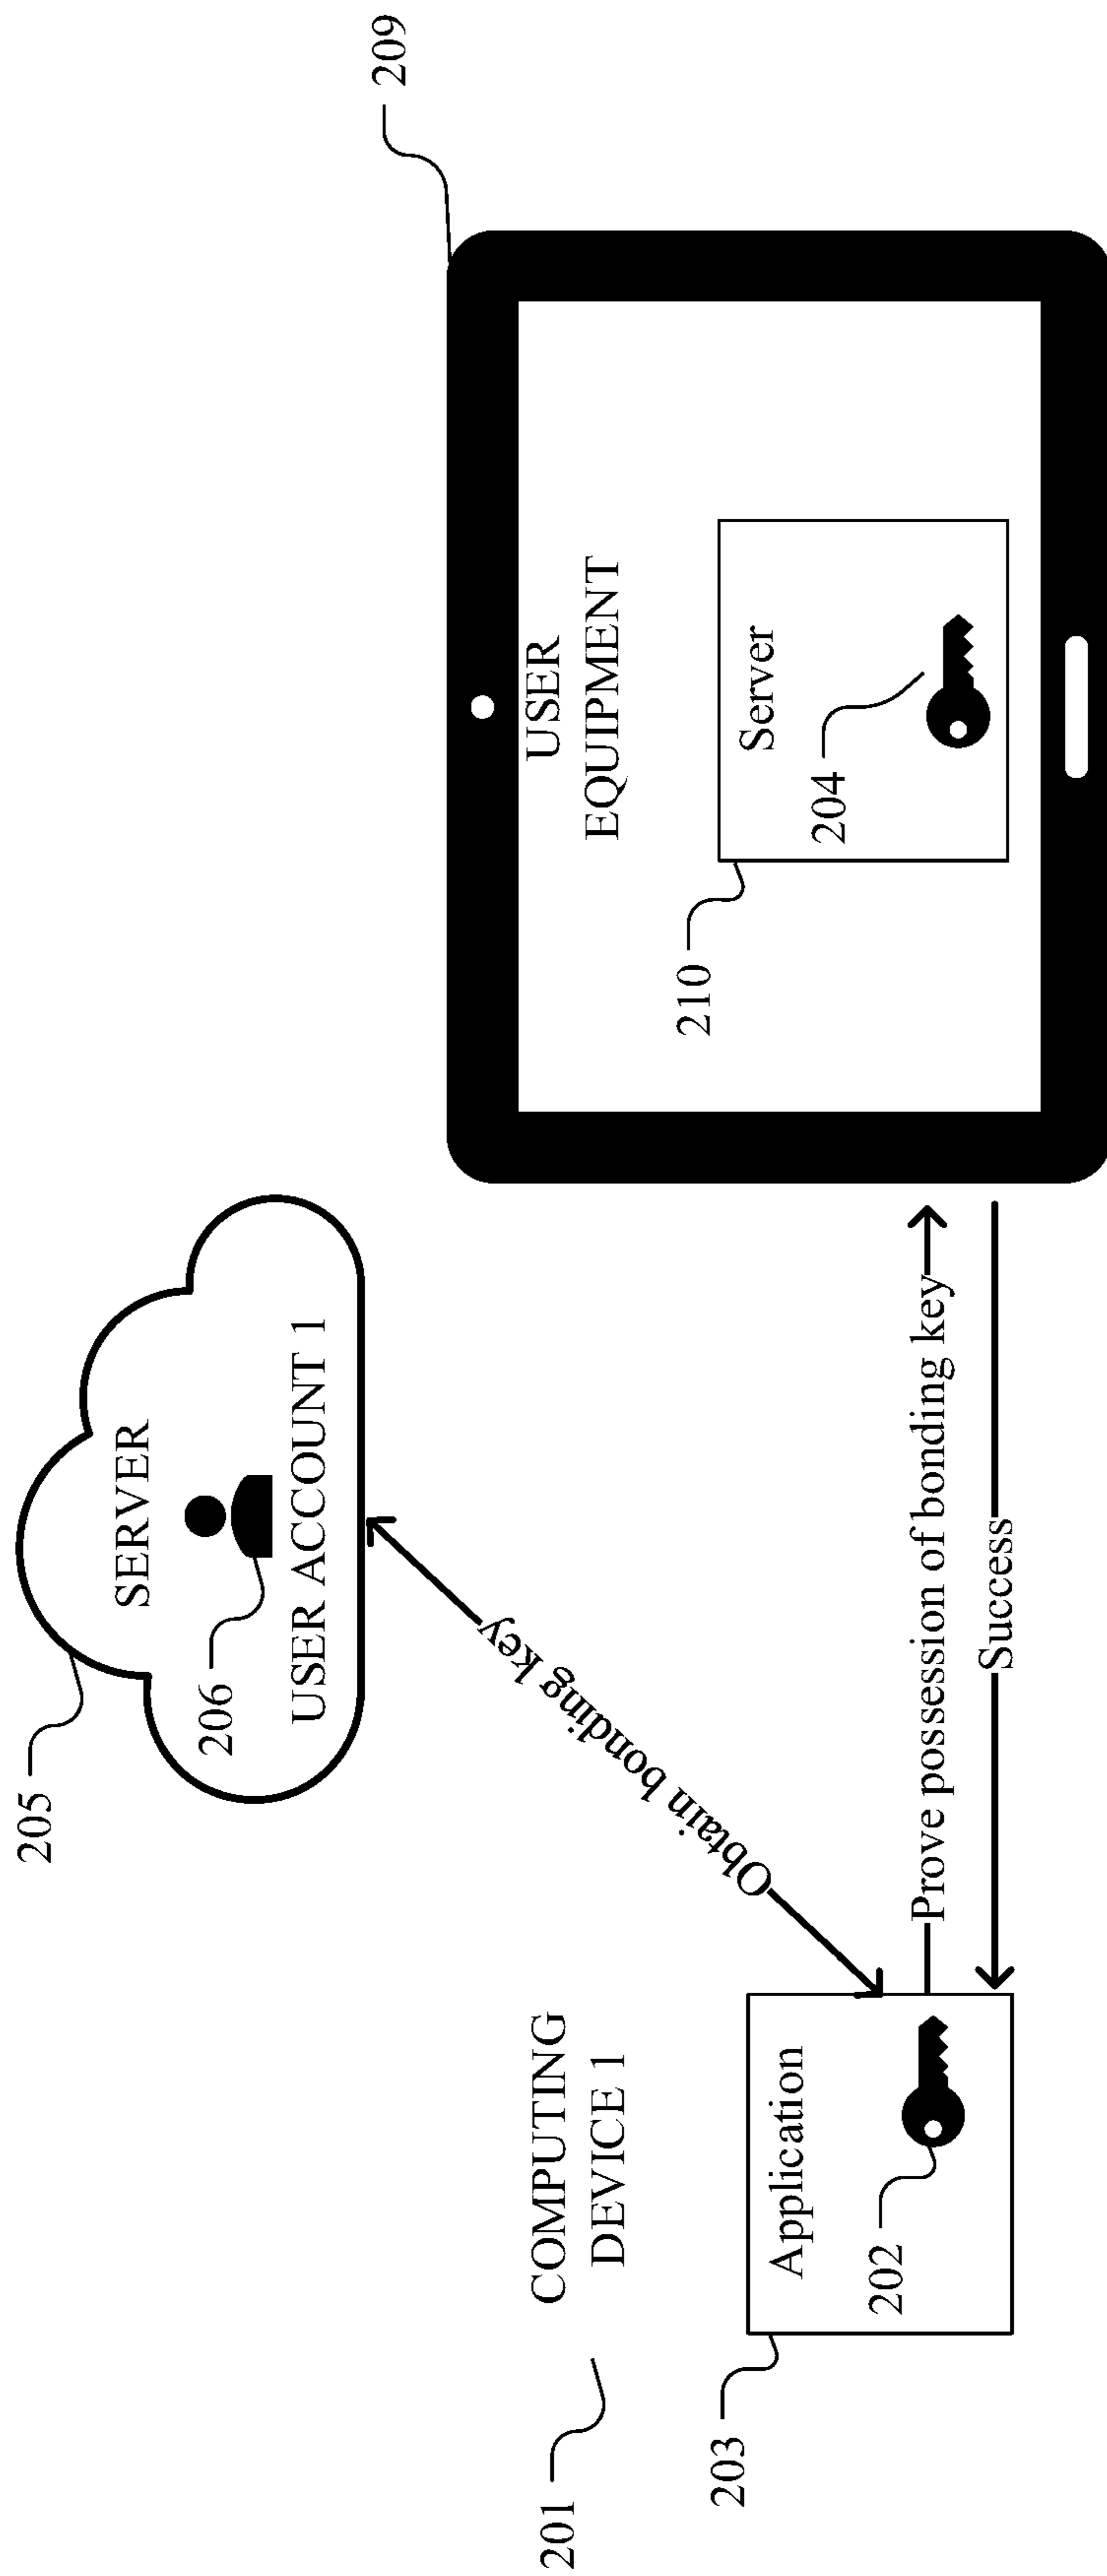 205
SERVER
206
USER ACCOUNT 1
209
201
COMPUTING
DEVICE 1
Obtain bonding key
USER
EQUIPMENT
203
Application
202
210
Server
204
Prove possession of bonding key
Success